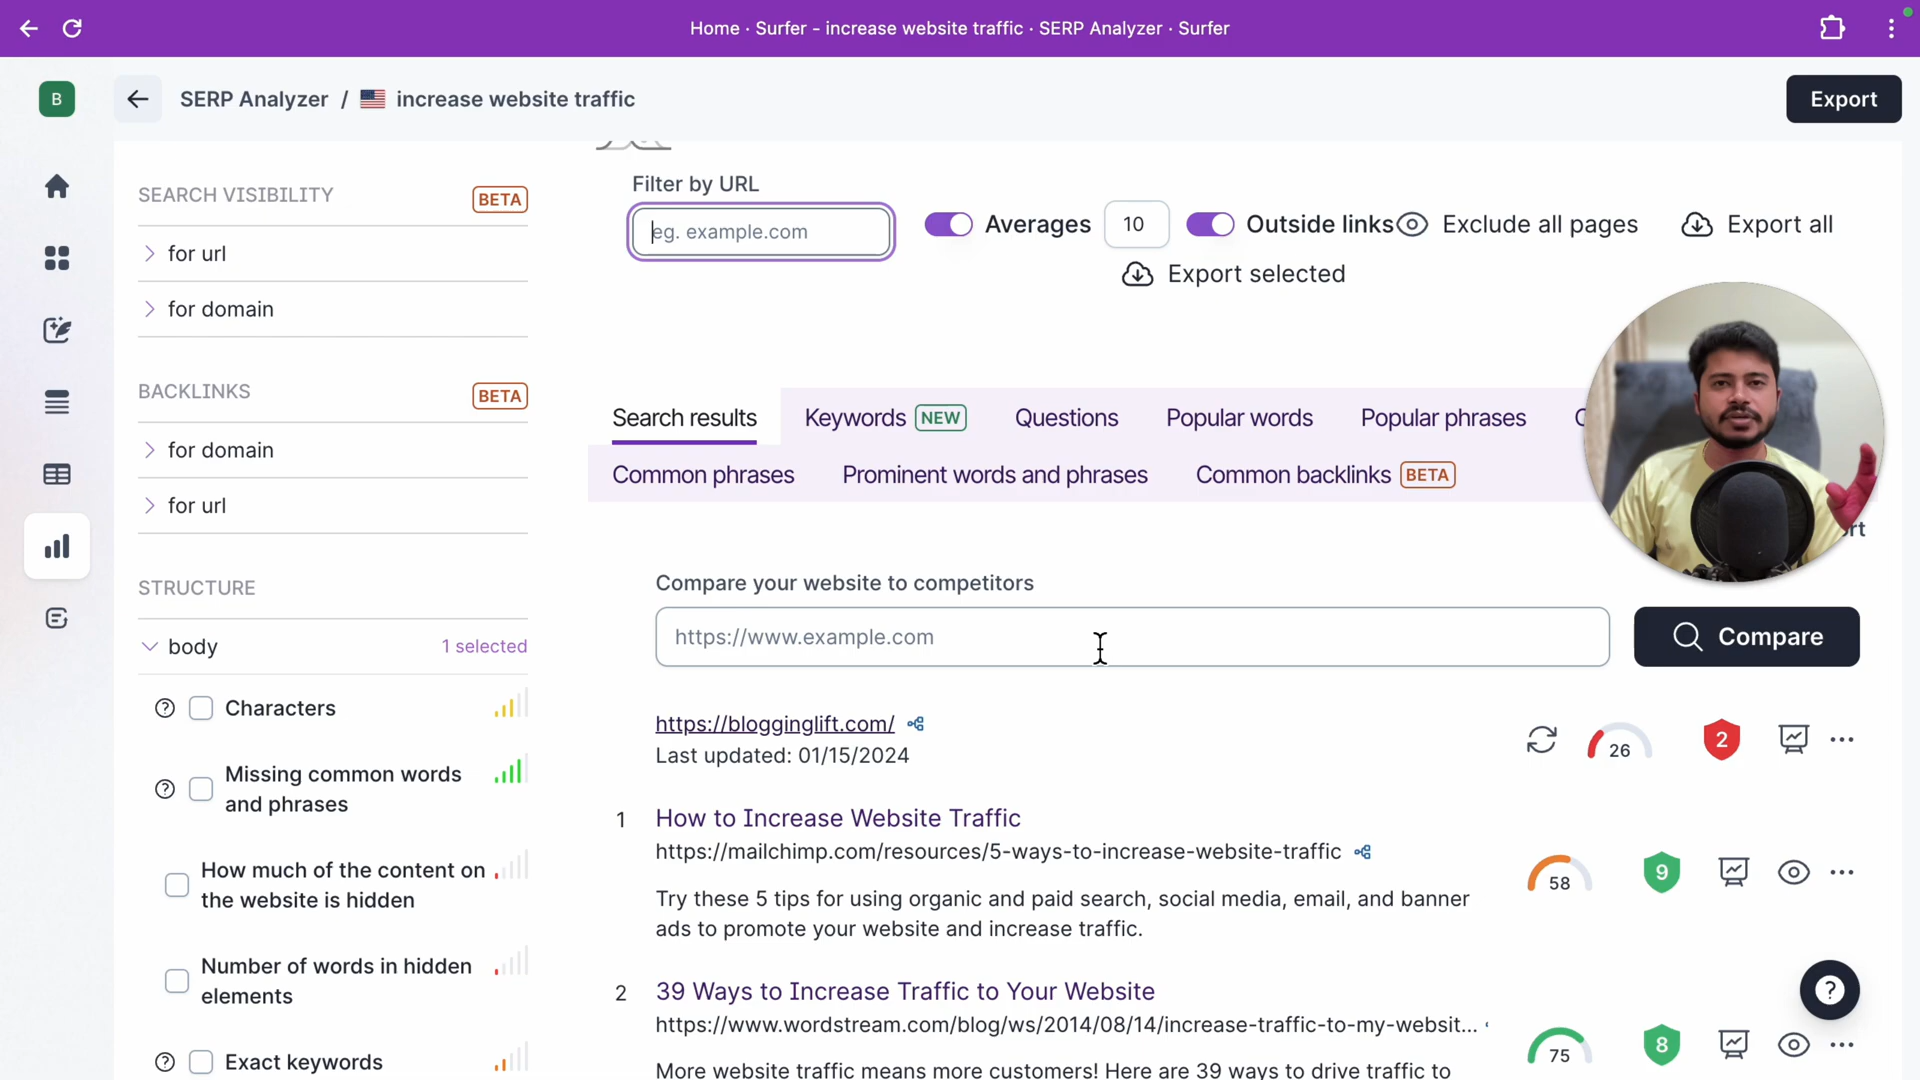 Home · Surfer - increase website traffic · SERP Analyzer · Surfer
B
SERP Analyzer / increase website traffic
Export
SEARCH VISIBILITY BETA
for url
for domain
BACKLINKS BETA
for domain
for url
STRUCTURE
body 1 selected
Characters
Missing common words
and phrases
How much of the content on
the website is hidden
Number of words in hidden
elements
Exact keywords
Filter by URL
eg. example.com
Averages 10 Outside links Exclude all pages Export all
Export selected
Search results Keywords NEW Questions Popular words Popular phrases
Common phrases Prominent words and phrases Common backlinks BETA
Compare your website to competitors
https://www.example.com
Compare
https://blogginglift.com/
Last updated: 01/15/2024
26 2
1 How to Increase Website Traffic
https://mailchimp.com/resources/5-ways-to-increase-website-traffic
58 9
Try these 5 tips for using organic and paid search, social media, email, and banner
ads to promote your website and increase traffic.
2 39 Ways to Increase Traffic to Your Website
https://www.wordstream.com/blog/ws/2014/08/14/increase-traffic-to-my-websit...
75 8
More website traffic means more customers! Here are 39 ways to drive traffic to
?